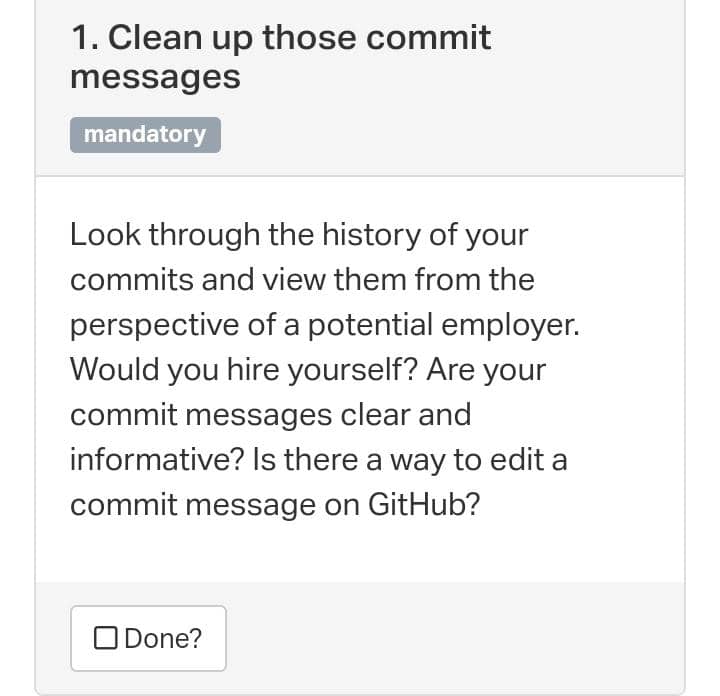 1. Clean up those commit
messages
mandatory
Look through the history of your
commits and view them from the
perspective of a potential employer.
Would you hire yourself? Are your
commit messages clear and
informative? Is there a way to edit a
commit message on GitHub?
Done?